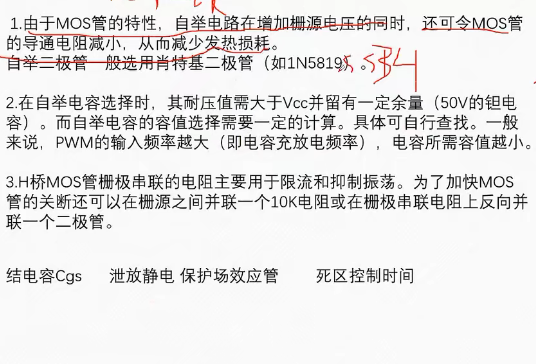 1.由于MOS管的特性，自举电路在增加栅源电压的同时，还可令MOS管
的导通电阻减小，从而减少发热损耗。
自举二极管一般选用肖特基二极管（如1N5819）。SS34
2.在自举电容选择时，其耐压值需大于Vcc并留有一定余量（50V的钽电
容）。而自举电容的容值选择需要一定的计算。具体可自行查找。一般
来说，PWM的输入频率越大（即电容充放电频率），电容所需容值越小。
3.H桥MOS管栅极串联的电阻主要用于限流和抑制振荡。为了加快MOS
管的关断还可以在栅源之间并联一个10K电阻或在栅极串联电阻上反向并
联一个二极管。
结电容Cgs 泄放静电 保护场效应管 死区控制时间